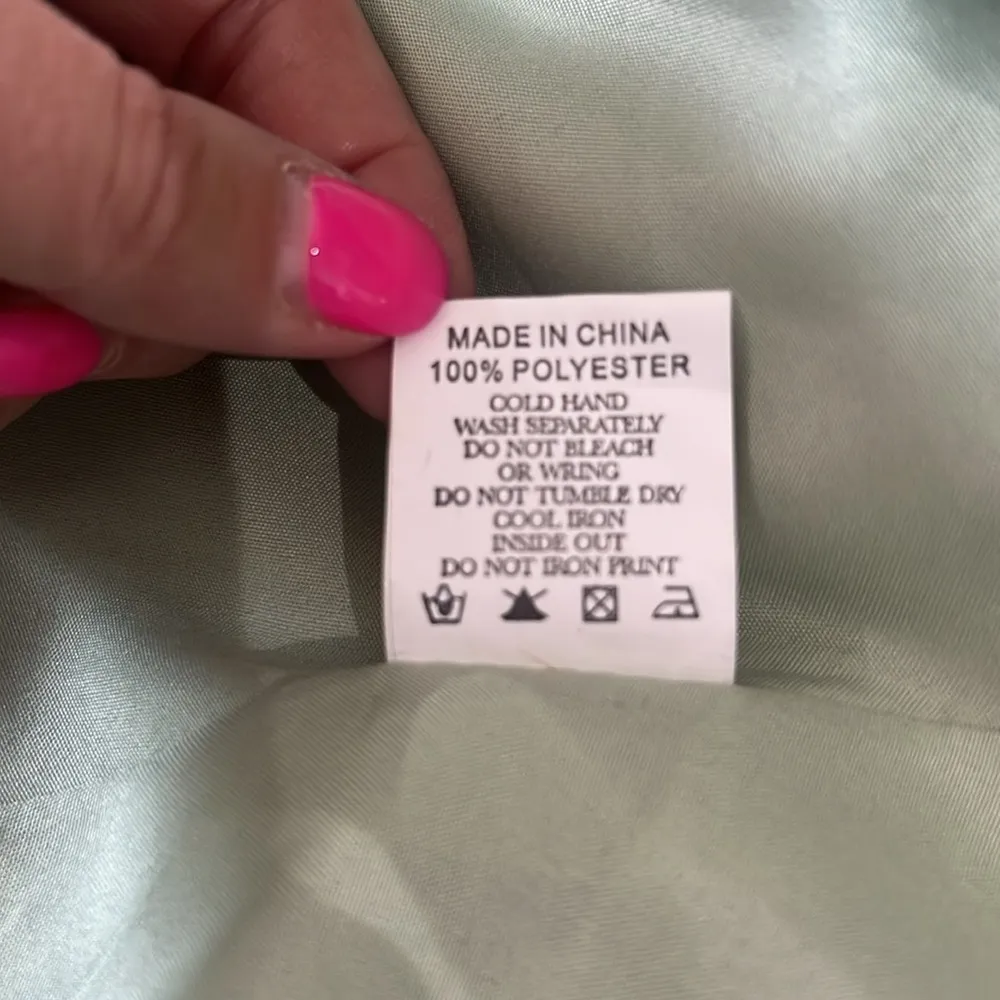 MADE IN CHINA
100% POLYESTER
COLD HAND
WASH SEPARATELY
DO NOT BLEACH
OR WRING
DO NOT TUMBLE DRY
COOL IRON
INSIDE OUT
DO NOT IRON PRINT